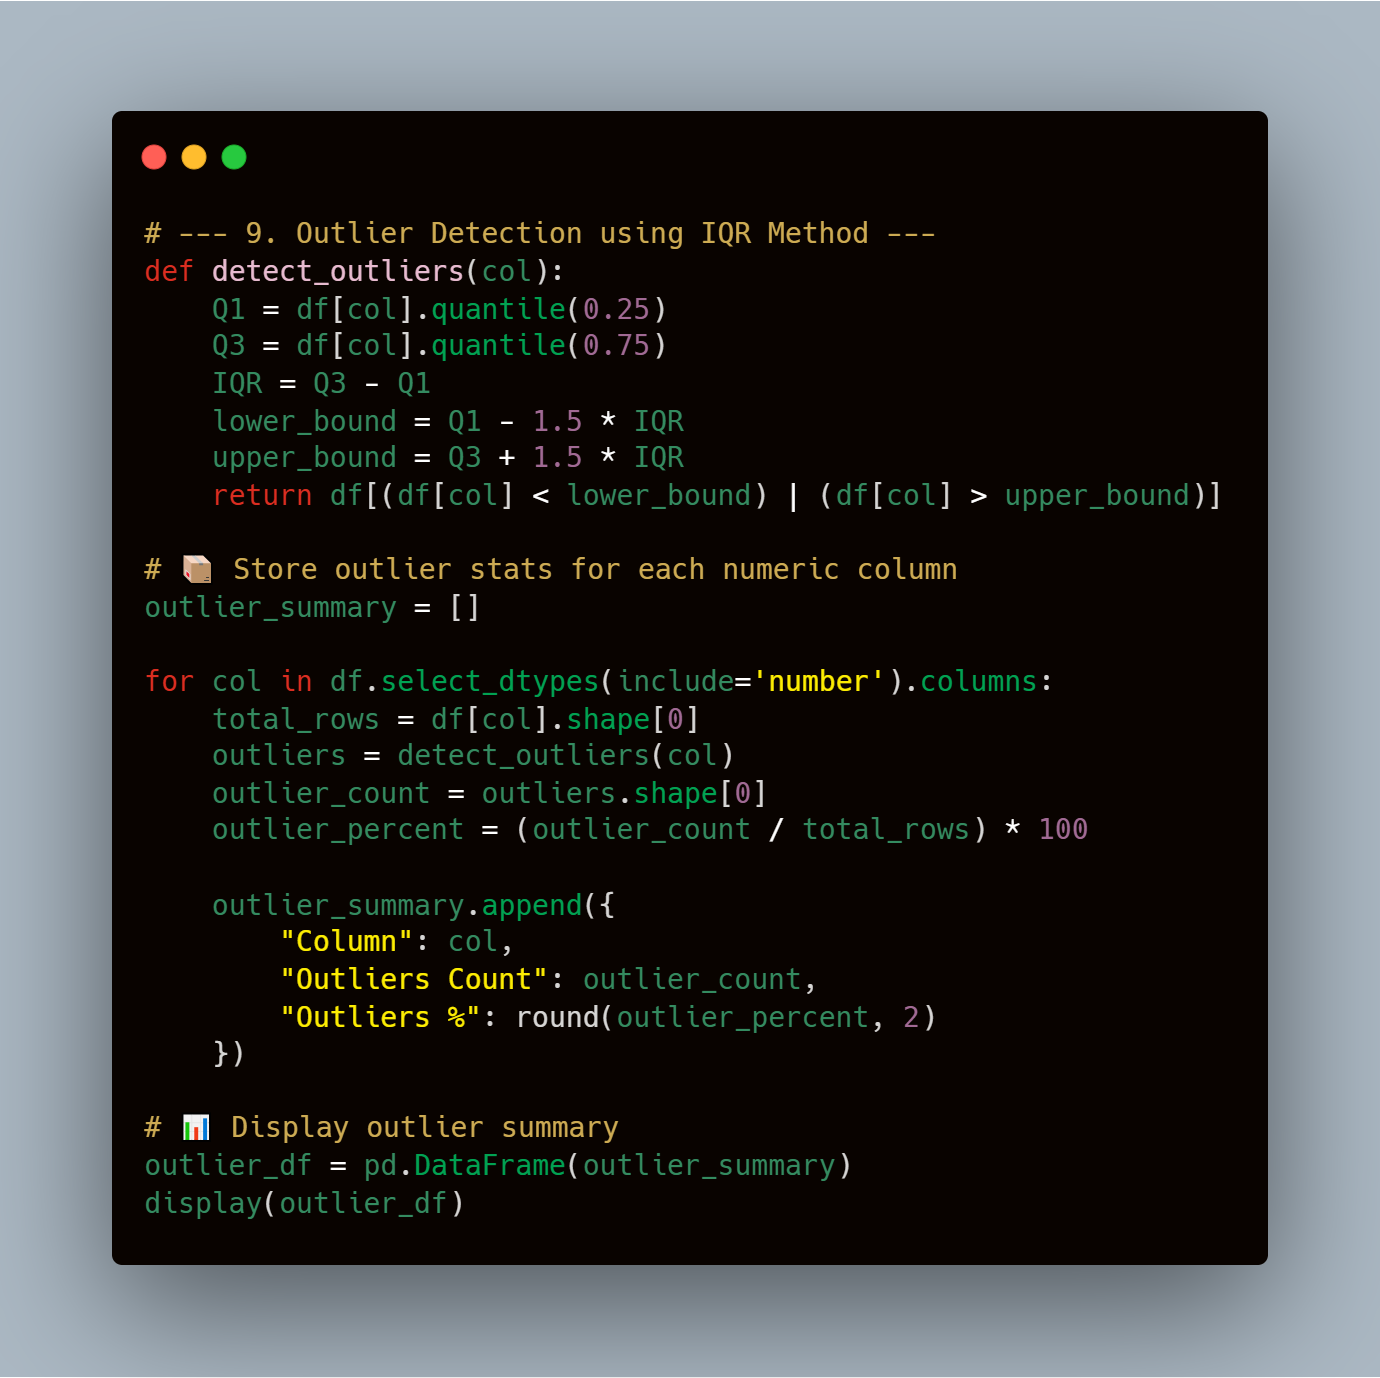 # --- 9. Outlier Detection using IQR Method ---
def detect_outliers(col):
    Q1 = df[col].quantile(0.25)
    Q3 = df[col].quantile(0.75)
    IQR = Q3 - Q1
    lower_bound = Q1 - 1.5 * IQR
    upper_bound = Q3 + 1.5 * IQR
    return df[(df[col] < lower_bound) | (df[col] > upper_bound)]

# 📦 Store outlier stats for each numeric column
outlier_summary = []

for col in df.select_dtypes(include='number').columns:
    total_rows = df[col].shape[0]
    outliers = detect_outliers(col)
    outlier_count = outliers.shape[0]
    outlier_percent = (outlier_count / total_rows) * 100

    outlier_summary.append({
        "Column": col,
        "Outliers Count": outlier_count,
        "Outliers %": round(outlier_percent, 2)
    })

# 📊 Display outlier summary
outlier_df = pd.DataFrame(outlier_summary)
display(outlier_df)